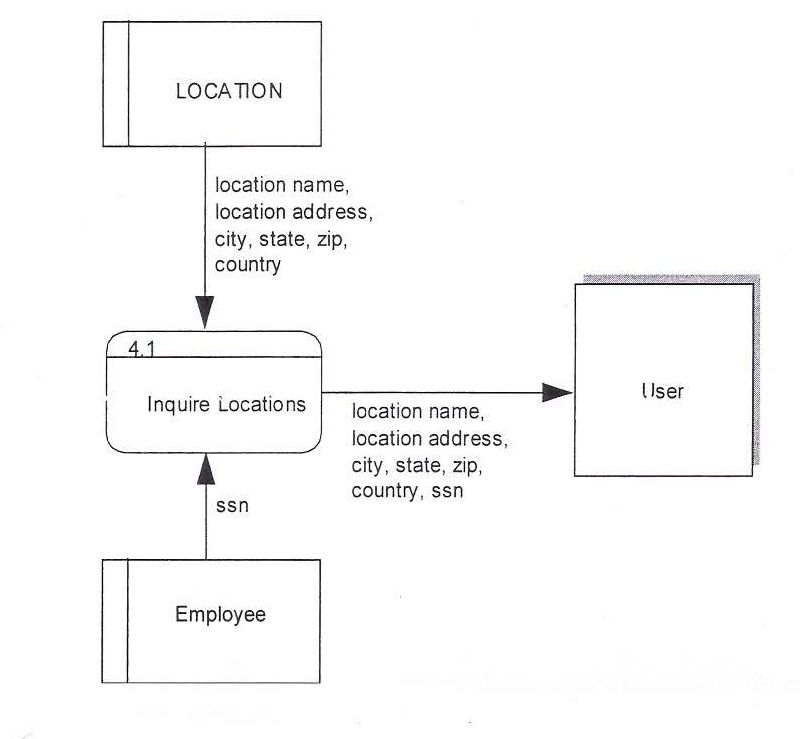 LOCATION
location name,
location address,
city, state, zip,
country
4.1
Inquire Locations
User
location name,
location address,
city, state, zip,
country, ssn
ssn
Employee